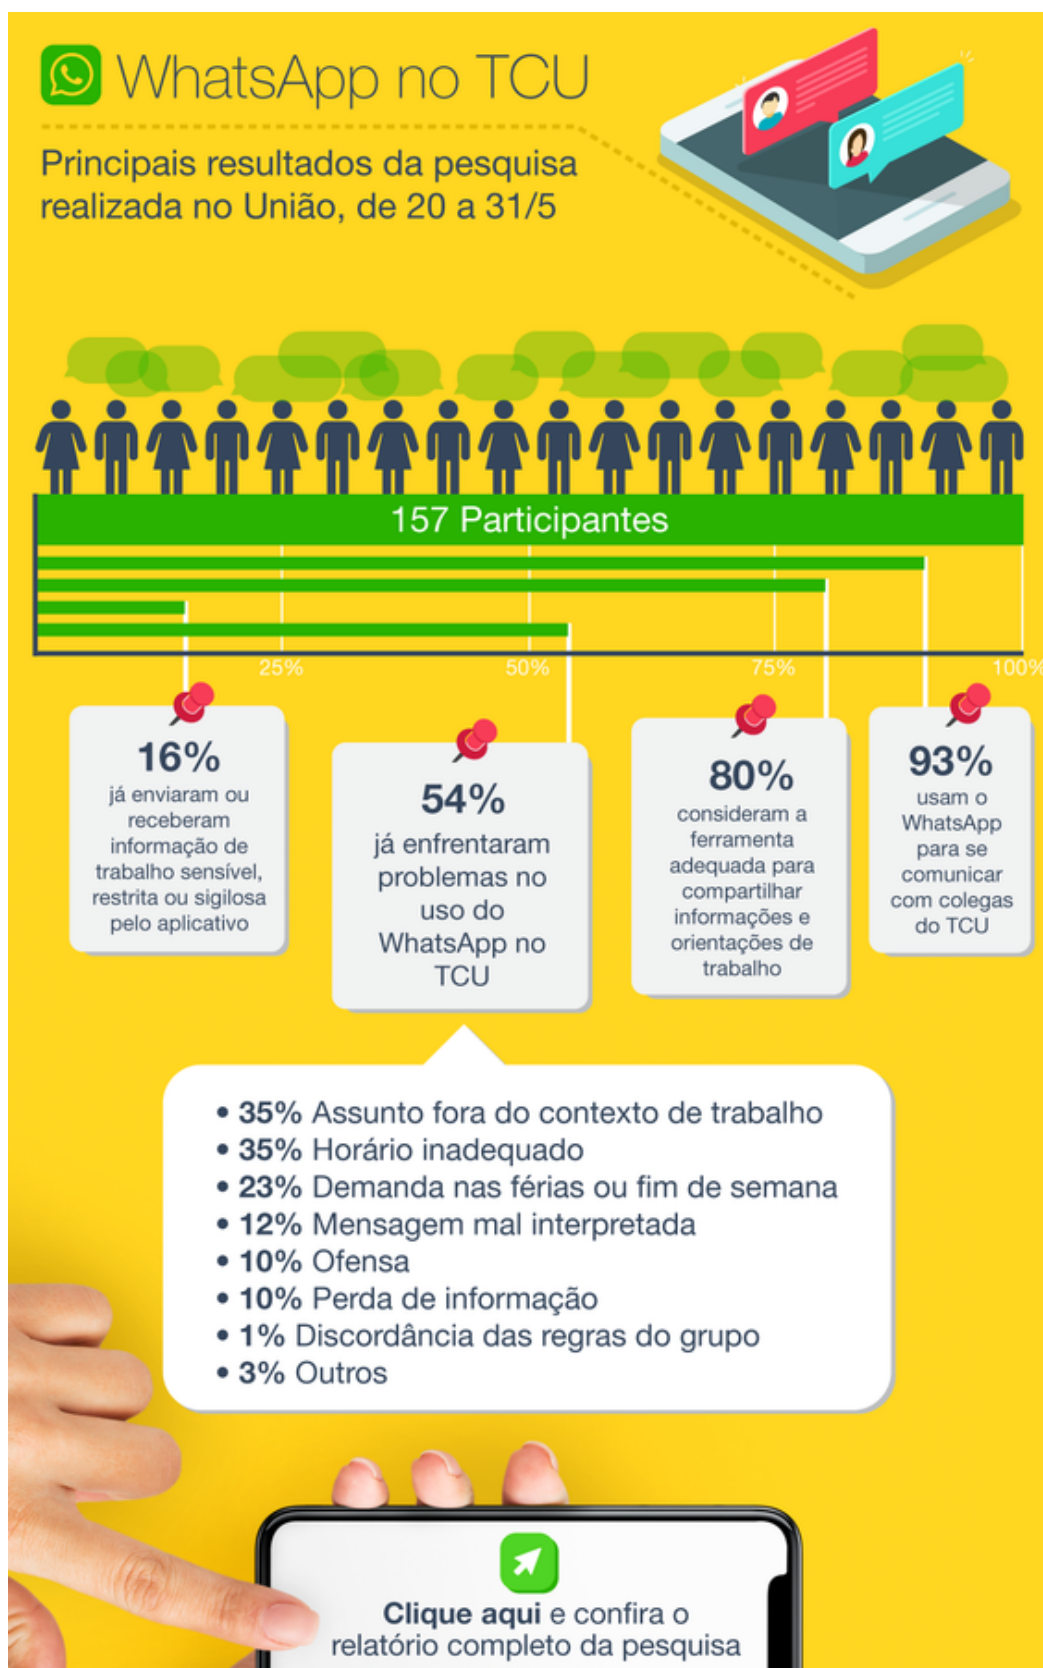 WhatsApp no TCU
Principais resultados da pesquisa
realizada no União, de 20 a 31/5
157 Participantes
25%
50%
75%
100%
16%
já enviaram ou
receberam
informação de
trabalho sensível,
restrita ou sigilosa
pelo aplicativo
54%
já enfrentaram
problemas no
uso do
WhatsApp no
TCU
80%
consideram a
ferramenta
adequada para
compartilhar
informações e
orientações de
trabalho
93%
usam o
WhatsApp
para se
comunicar
com colegas
do TCU
• 35% Assunto fora do contexto de trabalho
• 35% Horário inadequado
• 23% Demanda nas férias ou fim de semana
• 12% Mensagem mal interpretada
• 10% Ofensa
• 10% Perda de informação
• 1% Discordância das regras do grupo
• 3% Outros
Clique aqui e confira o
relatório completo da pesquisa